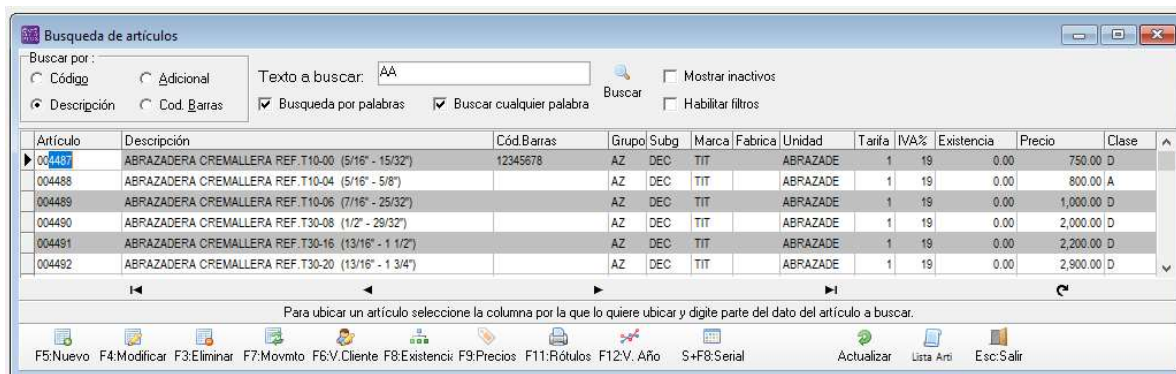 Busqueda de artículos
Buscar por :
Código Adicional
Descripción Cod. Barras
Texto a buscar: AA
Busqueda por palabras Buscar cualquier palabra
Buscar
Mostrar inactivos
Habilitar filtros
Artículo Descripción Cód.Barras Grupo Subg Marca Fabrica Unidad Tarifa IVA% Existencia Precio Clase
004487 ABRAZADERA CREMALLERA REF.T10-00 (5/16" - 15/32") 12345678 AZ DEC TIT ABRAZADE 1 19 0.00 750.00 D
004488 ABRAZADERA CREMALLERA REF.T10-04 (5/16" - 5/8") AZ DEC TIT ABRAZADE 1 19 0.00 800.00 A
004489 ABRAZADERA CREMALLERA REF.T10-06 (7/16" - 25/32") AZ DEC TIT ABRAZADE 1 19 0.00 1,000.00 D
004490 ABRAZADERA CREMALLERA REF.T30-08 (1/2" - 29/32") AZ DEC TIT ABRAZADE 1 19 0.00 2,000.00 D
004491 ABRAZADERA CREMALLERA REF.T30-16 (13/16" - 1 1/2") AZ DEC TIT ABRAZADE 1 19 0.00 2,200.00 D
004492 ABRAZADERA CREMALLERA REF.T30-20 (13/16" - 1 3/4") AZ DEC TIT ABRAZADE 1 19 0.00 2,900.00 D
Para ubicar un artículo seleccione la columna por la que lo quiere ubicar y digite parte del dato del artículo a buscar.
F5:Nuevo F4:Modificar F3:Eliminar F7:Movmto F6:V.Cliente F8:Existenci F9:Precios F11:Rótulos F12:V. Año S+F8:Serial Actualizar Lista Arti Esc:Salir